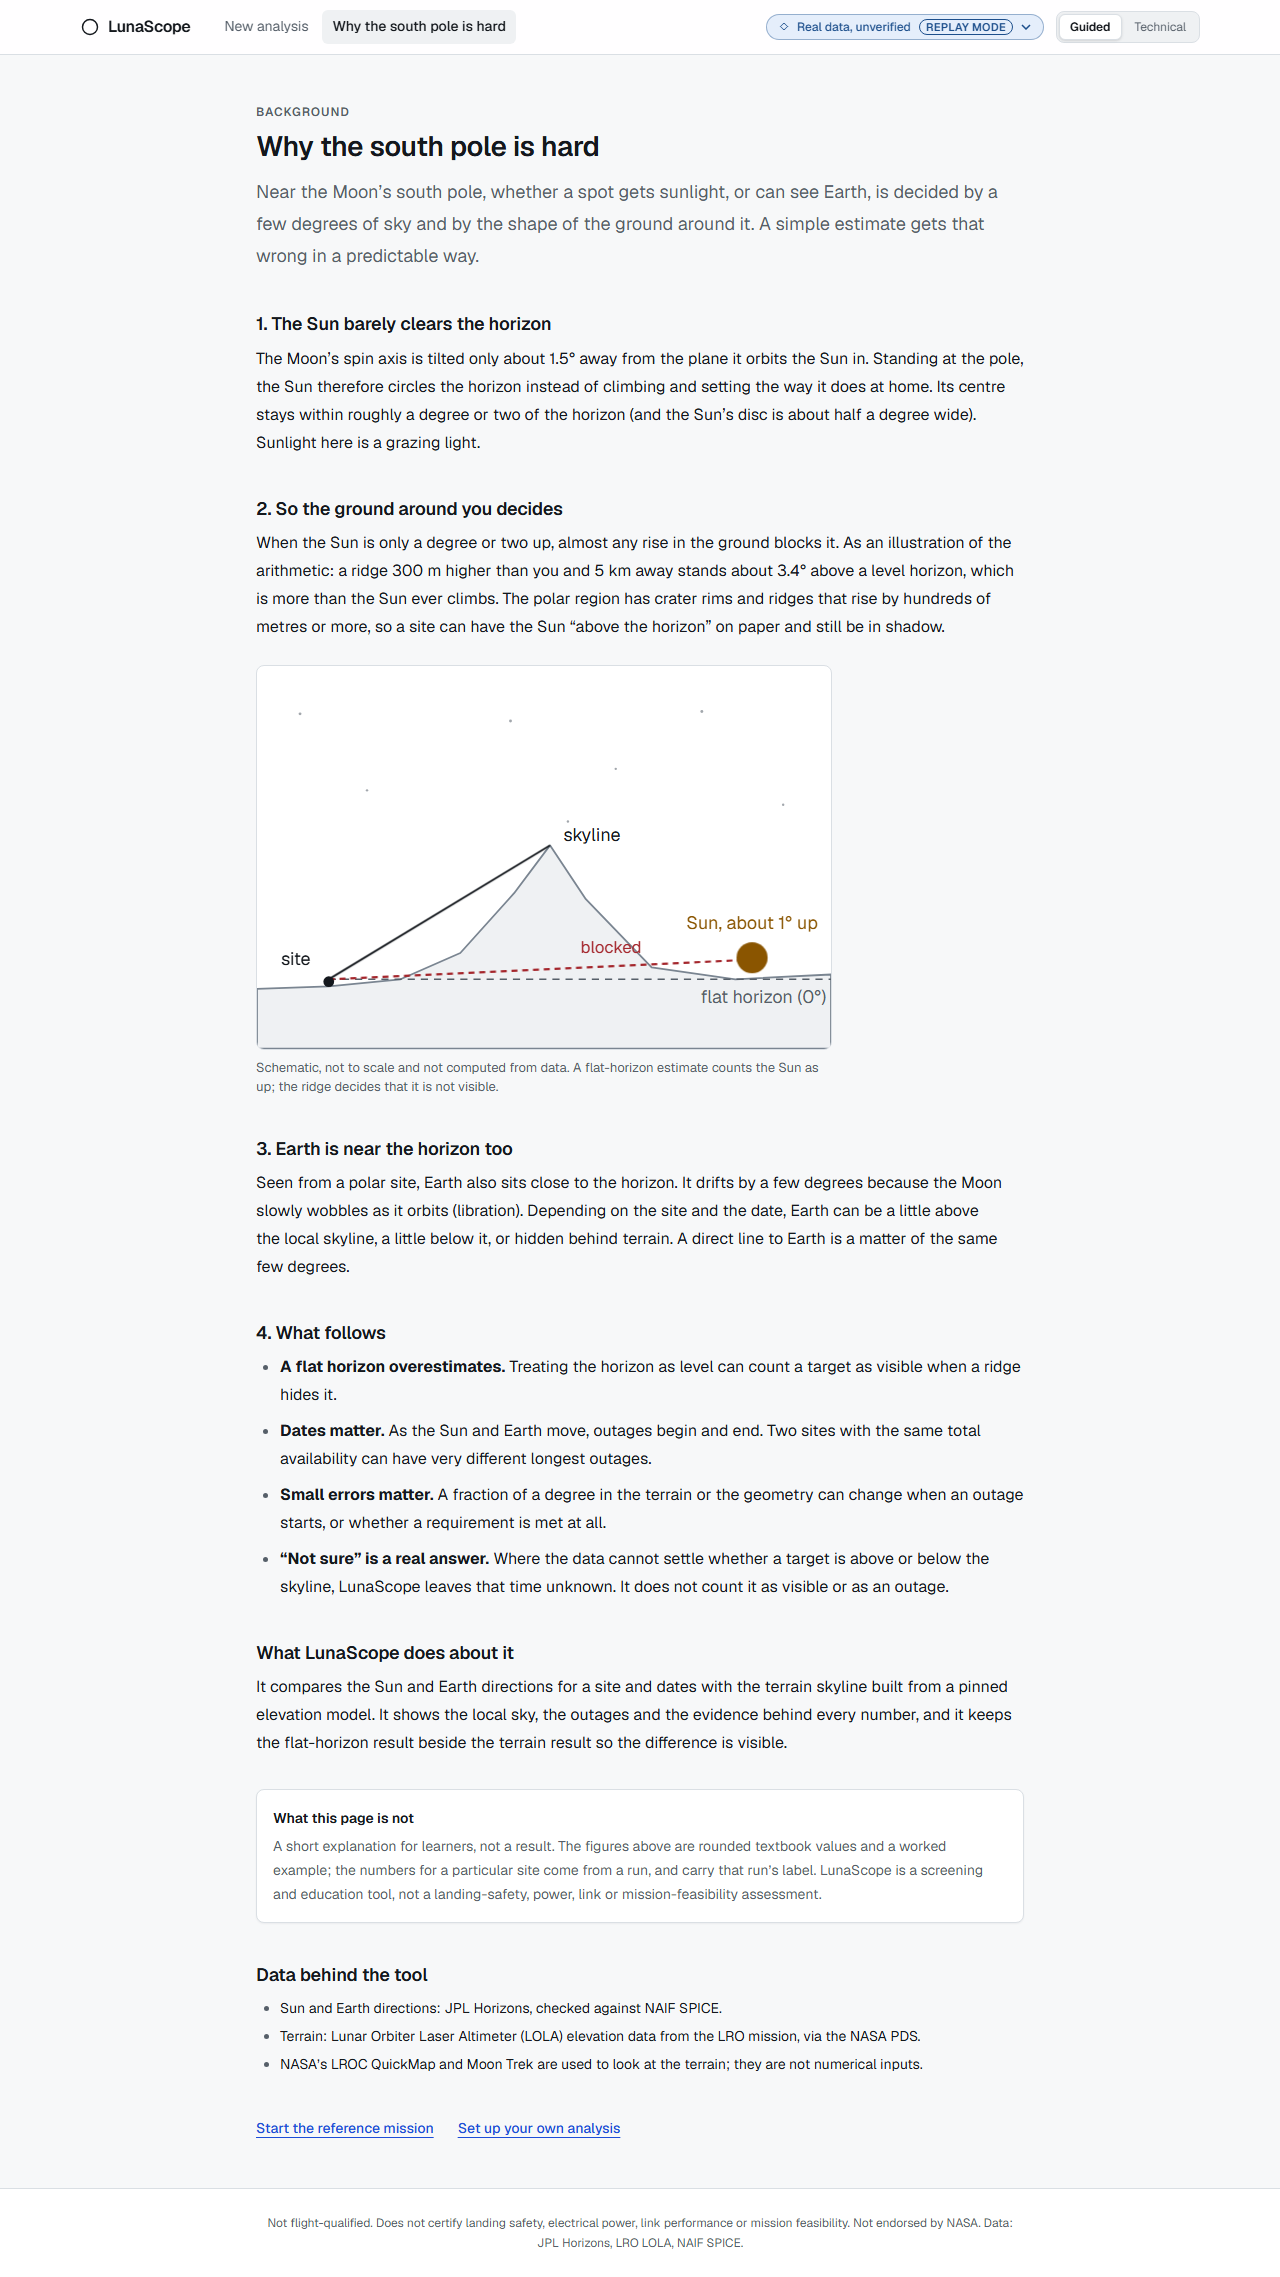 LunaScope
New analysis
Why the south pole is hard
Real data, unverified
REPLAY MODE
Guided
Technical
BACKGROUND
Why the south pole is hard
Near the Moon’s south pole, whether a spot gets sunlight, or can see Earth, is decided by a
few degrees of sky and by the shape of the ground around it. A simple estimate gets that
wrong in a predictable way.
1. The Sun barely clears the horizon
The Moon’s spin axis is tilted only about 1.5° away from the plane it orbits the Sun in. Standing at the pole,
the Sun therefore circles the horizon instead of climbing and setting the way it does at home. Its centre
stays within roughly a degree or two of the horizon (and the Sun’s disc is about half a degree wide).
Sunlight here is a grazing light.
2. So the ground around you decides
When the Sun is only a degree or two up, almost any rise in the ground blocks it. As an illustration of the
arithmetic: a ridge 300 m higher than you and 5 km away stands about 3.4° above a level horizon, which
is more than the Sun ever climbs. The polar region has crater rims and ridges that rise by hundreds of
metres or more, so a site can have the Sun “above the horizon” on paper and still be in shadow.
skyline
Sun, about 1° up
blocked
site
flat horizon (0°)
Schematic, not to scale and not computed from data. A flat-horizon estimate counts the Sun as
up; the ridge decides that it is not visible.
3. Earth is near the horizon too
Seen from a polar site, Earth also sits close to the horizon. It drifts by a few degrees because the Moon
slowly wobbles as it orbits (libration). Depending on the site and the date, Earth can be a little above
the local skyline, a little below it, or hidden behind terrain. A direct line to Earth is a matter of the same
few degrees.
4. What follows
A flat horizon overestimates. Treating the horizon as level can count a target as visible when a ridge
hides it.
Dates matter. As the Sun and Earth move, outages begin and end. Two sites with the same total
availability can have very different longest outages.
Small errors matter. A fraction of a degree in the terrain or the geometry can change when an outage
starts, or whether a requirement is met at all.
“Not sure” is a real answer. Where the data cannot settle whether a target is above or below the
skyline, LunaScope leaves that time unknown. It does not count it as visible or as an outage.
What LunaScope does about it
It compares the Sun and Earth directions for a site and dates with the terrain skyline built from a pinned
elevation model. It shows the local sky, the outages and the evidence behind every number, and it keeps
the flat-horizon result beside the terrain result so the difference is visible.
What this page is not
A short explanation for learners, not a result. The figures above are rounded textbook values and a worked
example; the numbers for a particular site come from a run, and carry that run’s label. LunaScope is a screening
and education tool, not a landing-safety, power, link or mission-feasibility assessment.
Data behind the tool
Sun and Earth directions: JPL Horizons, checked against NAIF SPICE.
Terrain: Lunar Orbiter Laser Altimeter (LOLA) elevation data from the LRO mission, via the NASA PDS.
NASA’s LROC QuickMap and Moon Trek are used to look at the terrain; they are not numerical inputs.
Start the reference mission
Set up your own analysis
Not flight-qualified. Does not certify landing safety, electrical power, link performance or mission feasibility. Not endorsed by NASA. Data:
JPL Horizons, LRO LOLA, NAIF SPICE.